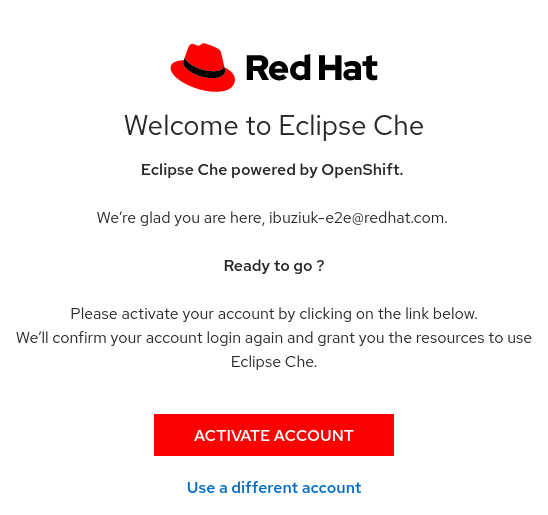 Red Hat
Welcome to Eclipse Che
Eclipse Che powered by OpenShift.
We’re glad you are here, ibuziuk-e2e@redhat.com.
Ready to go ?
Please activate your account by clicking on the link below.
We’ll confirm your account login again and grant you the resources to use
Eclipse Che.
ACTIVATE ACCOUNT
Use a different account